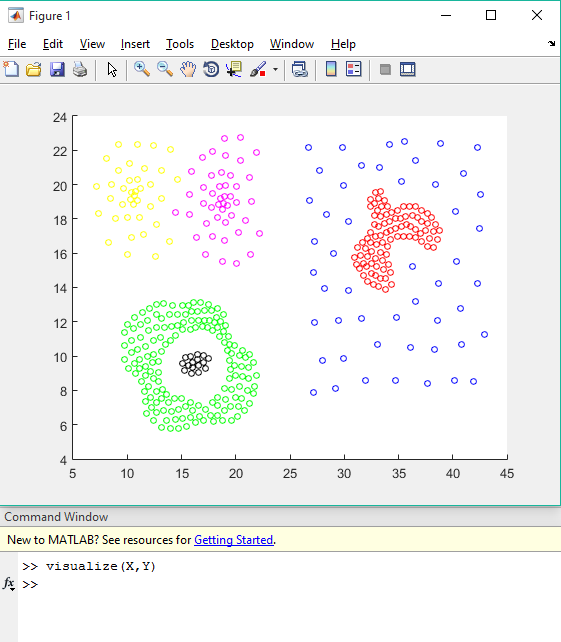 Figure 1
File Edit View Insert Tools Desktop Window Help
24
22
20
18
16
14
12
10
8
6
4
5 10 15 20 25 30 35 40 45
Command Window
New to MATLAB? See resources for Getting Started.
>> visualize(X,Y)
fx >>